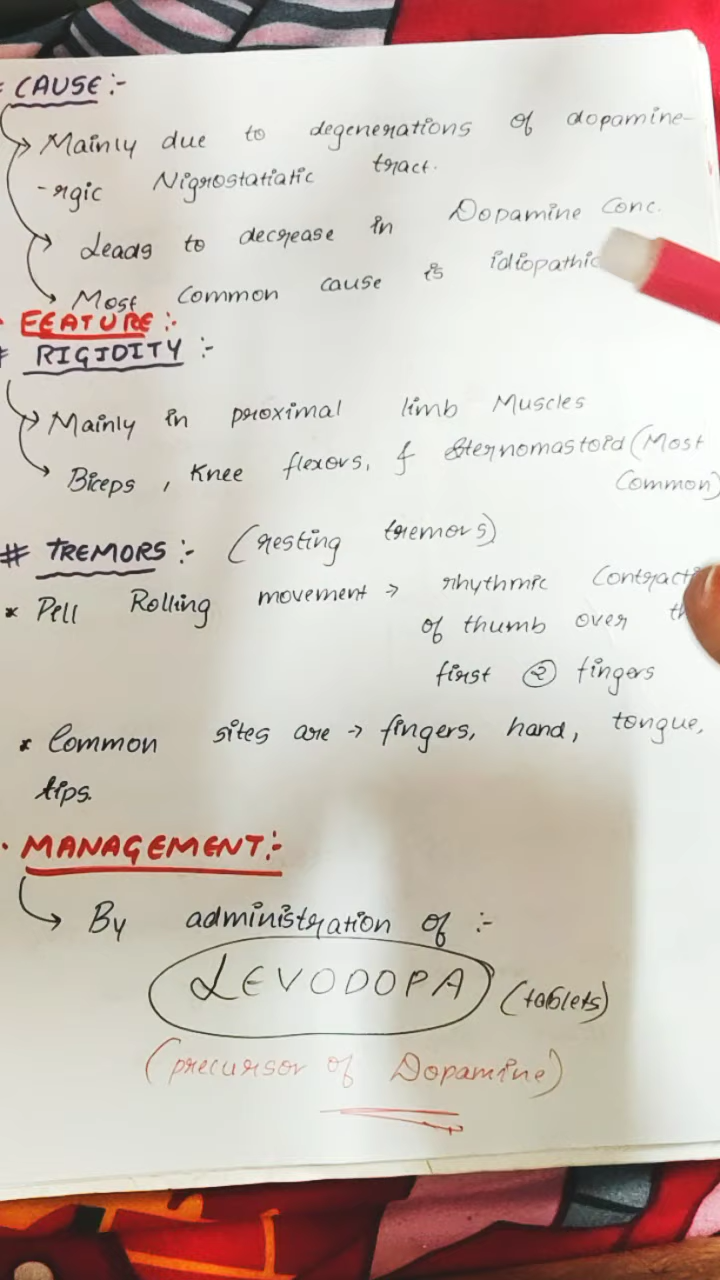 CAUSE :-
Mainly due to degenerations of dopamine-
-rgic Nigrostatiatic tract.
Leads to decrease in Dopamine Conc.
Most Common cause is idiopathic
FEATURE :-
# RIGIDITY :-
Mainly in proximal limb Muscles
Biceps, Knee flexors, & Sternomastoid (Most
Common)
# TREMORS :- (resting tremors)
* Pell Rolling movement → rhythmic
of thumb over
first 2 fingers
* Common sites are → fingers, hand, tongue,
lips.
MANAGEMENT :-
By administration of :-
LEVODOPA (tablets)
(precursor of Dopamine)